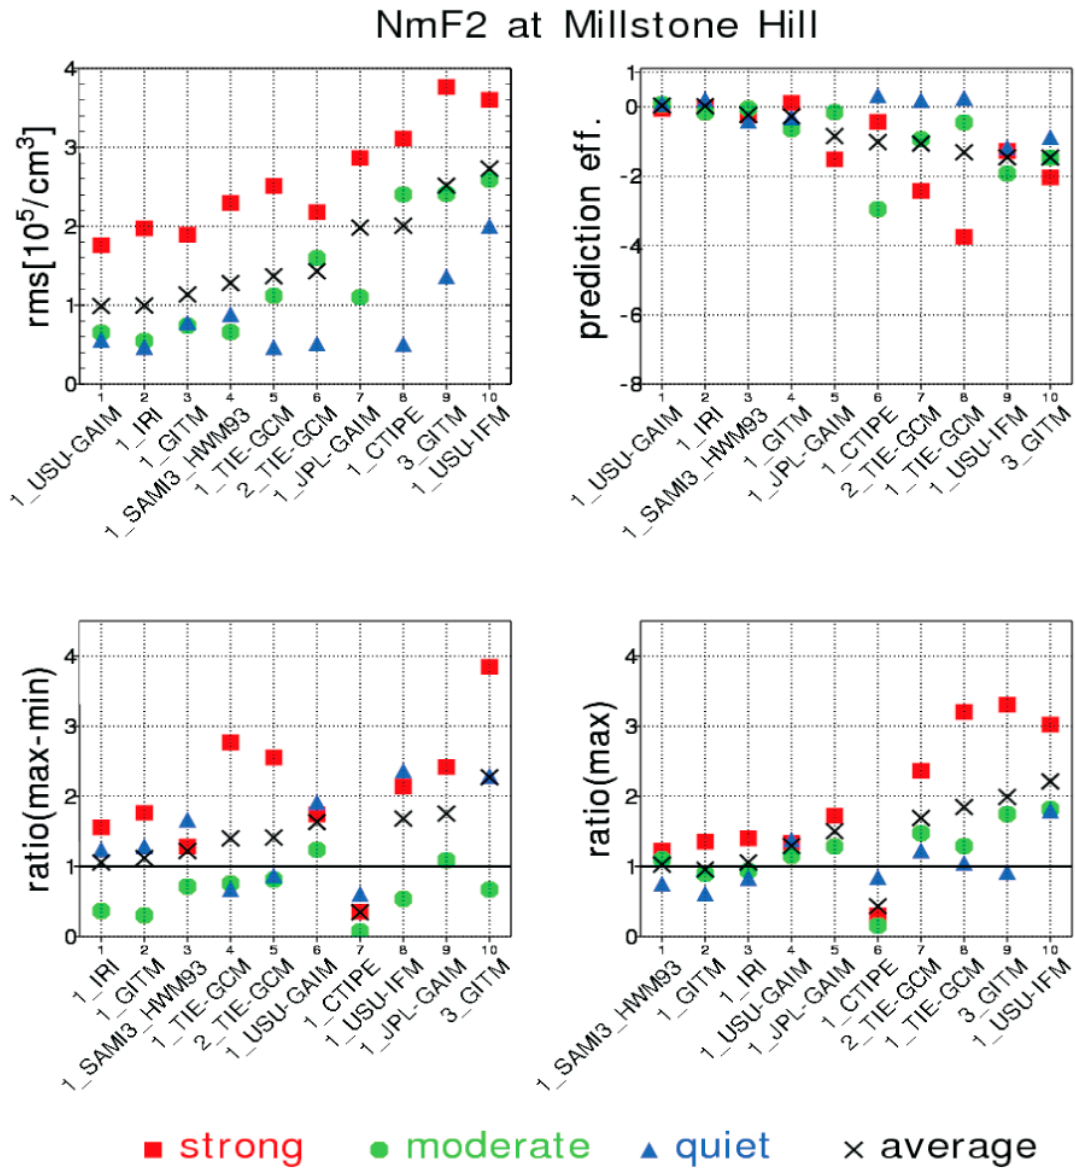 NmF2 at Millstone Hill
rms[10⁵/cm³]
4
3
2
1
0
1 2 3 4 5 6 7 8 9 10
1_USU-GAIM
1_IRI
1_GITM
1_SAMI3_HWM93
1_TIE-GCM
2_TIE-GCM
1_JPL-GAIM
1_CTIPE
3_GITM
1_USU-IFM
prediction eff.
1
0
-2
-4
-6
-8
1 2 3 4 5 6 7 8 9 10
1_USU-GAIM
1_IRI
1_SAMI3_HWM93
1_GITM
1_JPL-GAIM
1_CTIPE
2_TIE-GCM
1_TIE-GCM
1_USU-IFM
3_GITM
ratio(max-min)
4
3
2
1
0
1 2 3 4 5 6 7 8 9 10
1_IRI
1_GITM
1_SAMI3_HWM93
1_TIE-GCM
2_TIE-GCM
1_USU-GAIM
1_CTIPE
1_USU-IFM
1_JPL-GAIM
3_GITM
ratio(max)
4
3
2
1
0
1 2 3 4 5 6 7 8 9 10
1_SAMI3_HWM93
1_GITM
1_IRI
1_USU-GAIM
1_JPL-GAIM
1_CTIPE
2_TIE-GCM
1_TIE-GCM
3_GITM
1_USU-IFM
strong moderate quiet average